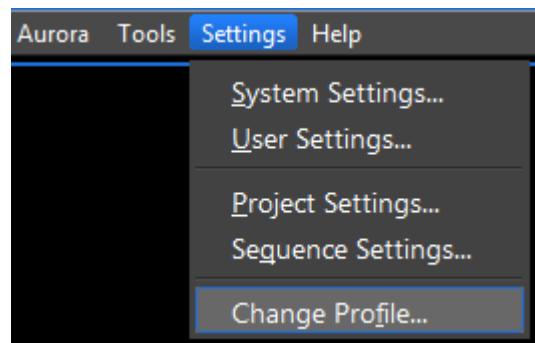 Aurora Tools Settings Help
System Settings...
User Settings...
Project Settings...
Sequence Settings...
Change Profile...